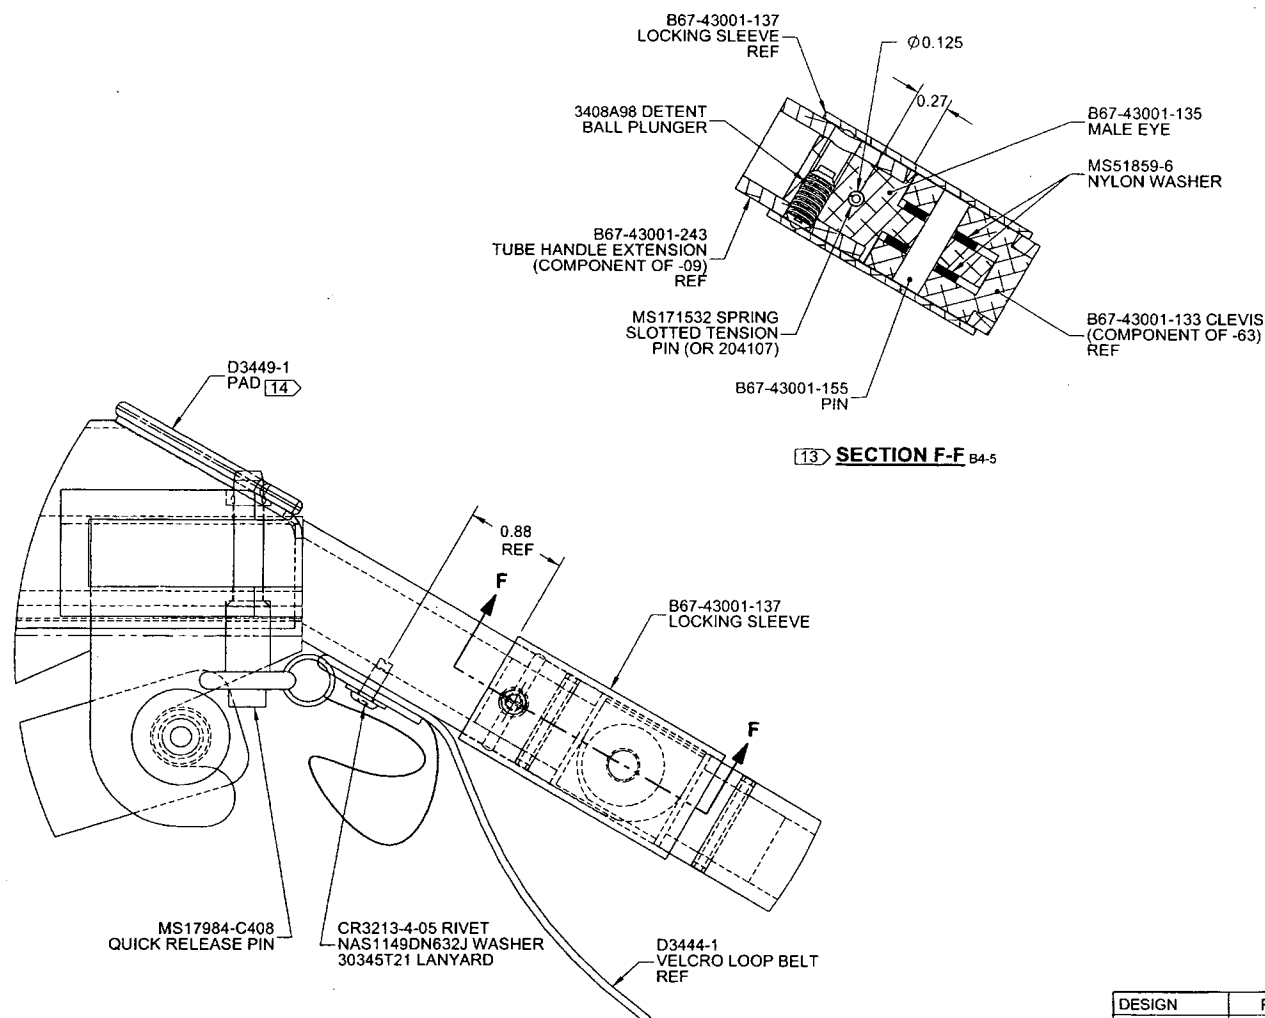 B67-43001-137
LOCKING SLEEVE
REF
Ø0.125
0.27
3408A98 DETENT
BALL PLUNGER
B67-43001-135
MALE EYE
MS51859-6
NYLON WASHER
B67-43001-243
TUBE HANDLE EXTENSION
(COMPONENT OF -09)
REF
MS171532 SPRING
SLOTTED TENSION
PIN (OR 204107)
B67-43001-133 CLEVIS
(COMPONENT OF -63)
REF
B67-43001-155
PIN
13 SECTION F-F B4-5
D3449-1
PAD 14
0.88
REF
F
B67-43001-137
LOCKING SLEEVE
F
MS17984-C408
QUICK RELEASE PIN
CR3213-4-05 RIVET
NAS1149DN632J WASHER
30345T21 LANYARD
D3444-1
VELCRO LOOP BELT
REF
DESIGN